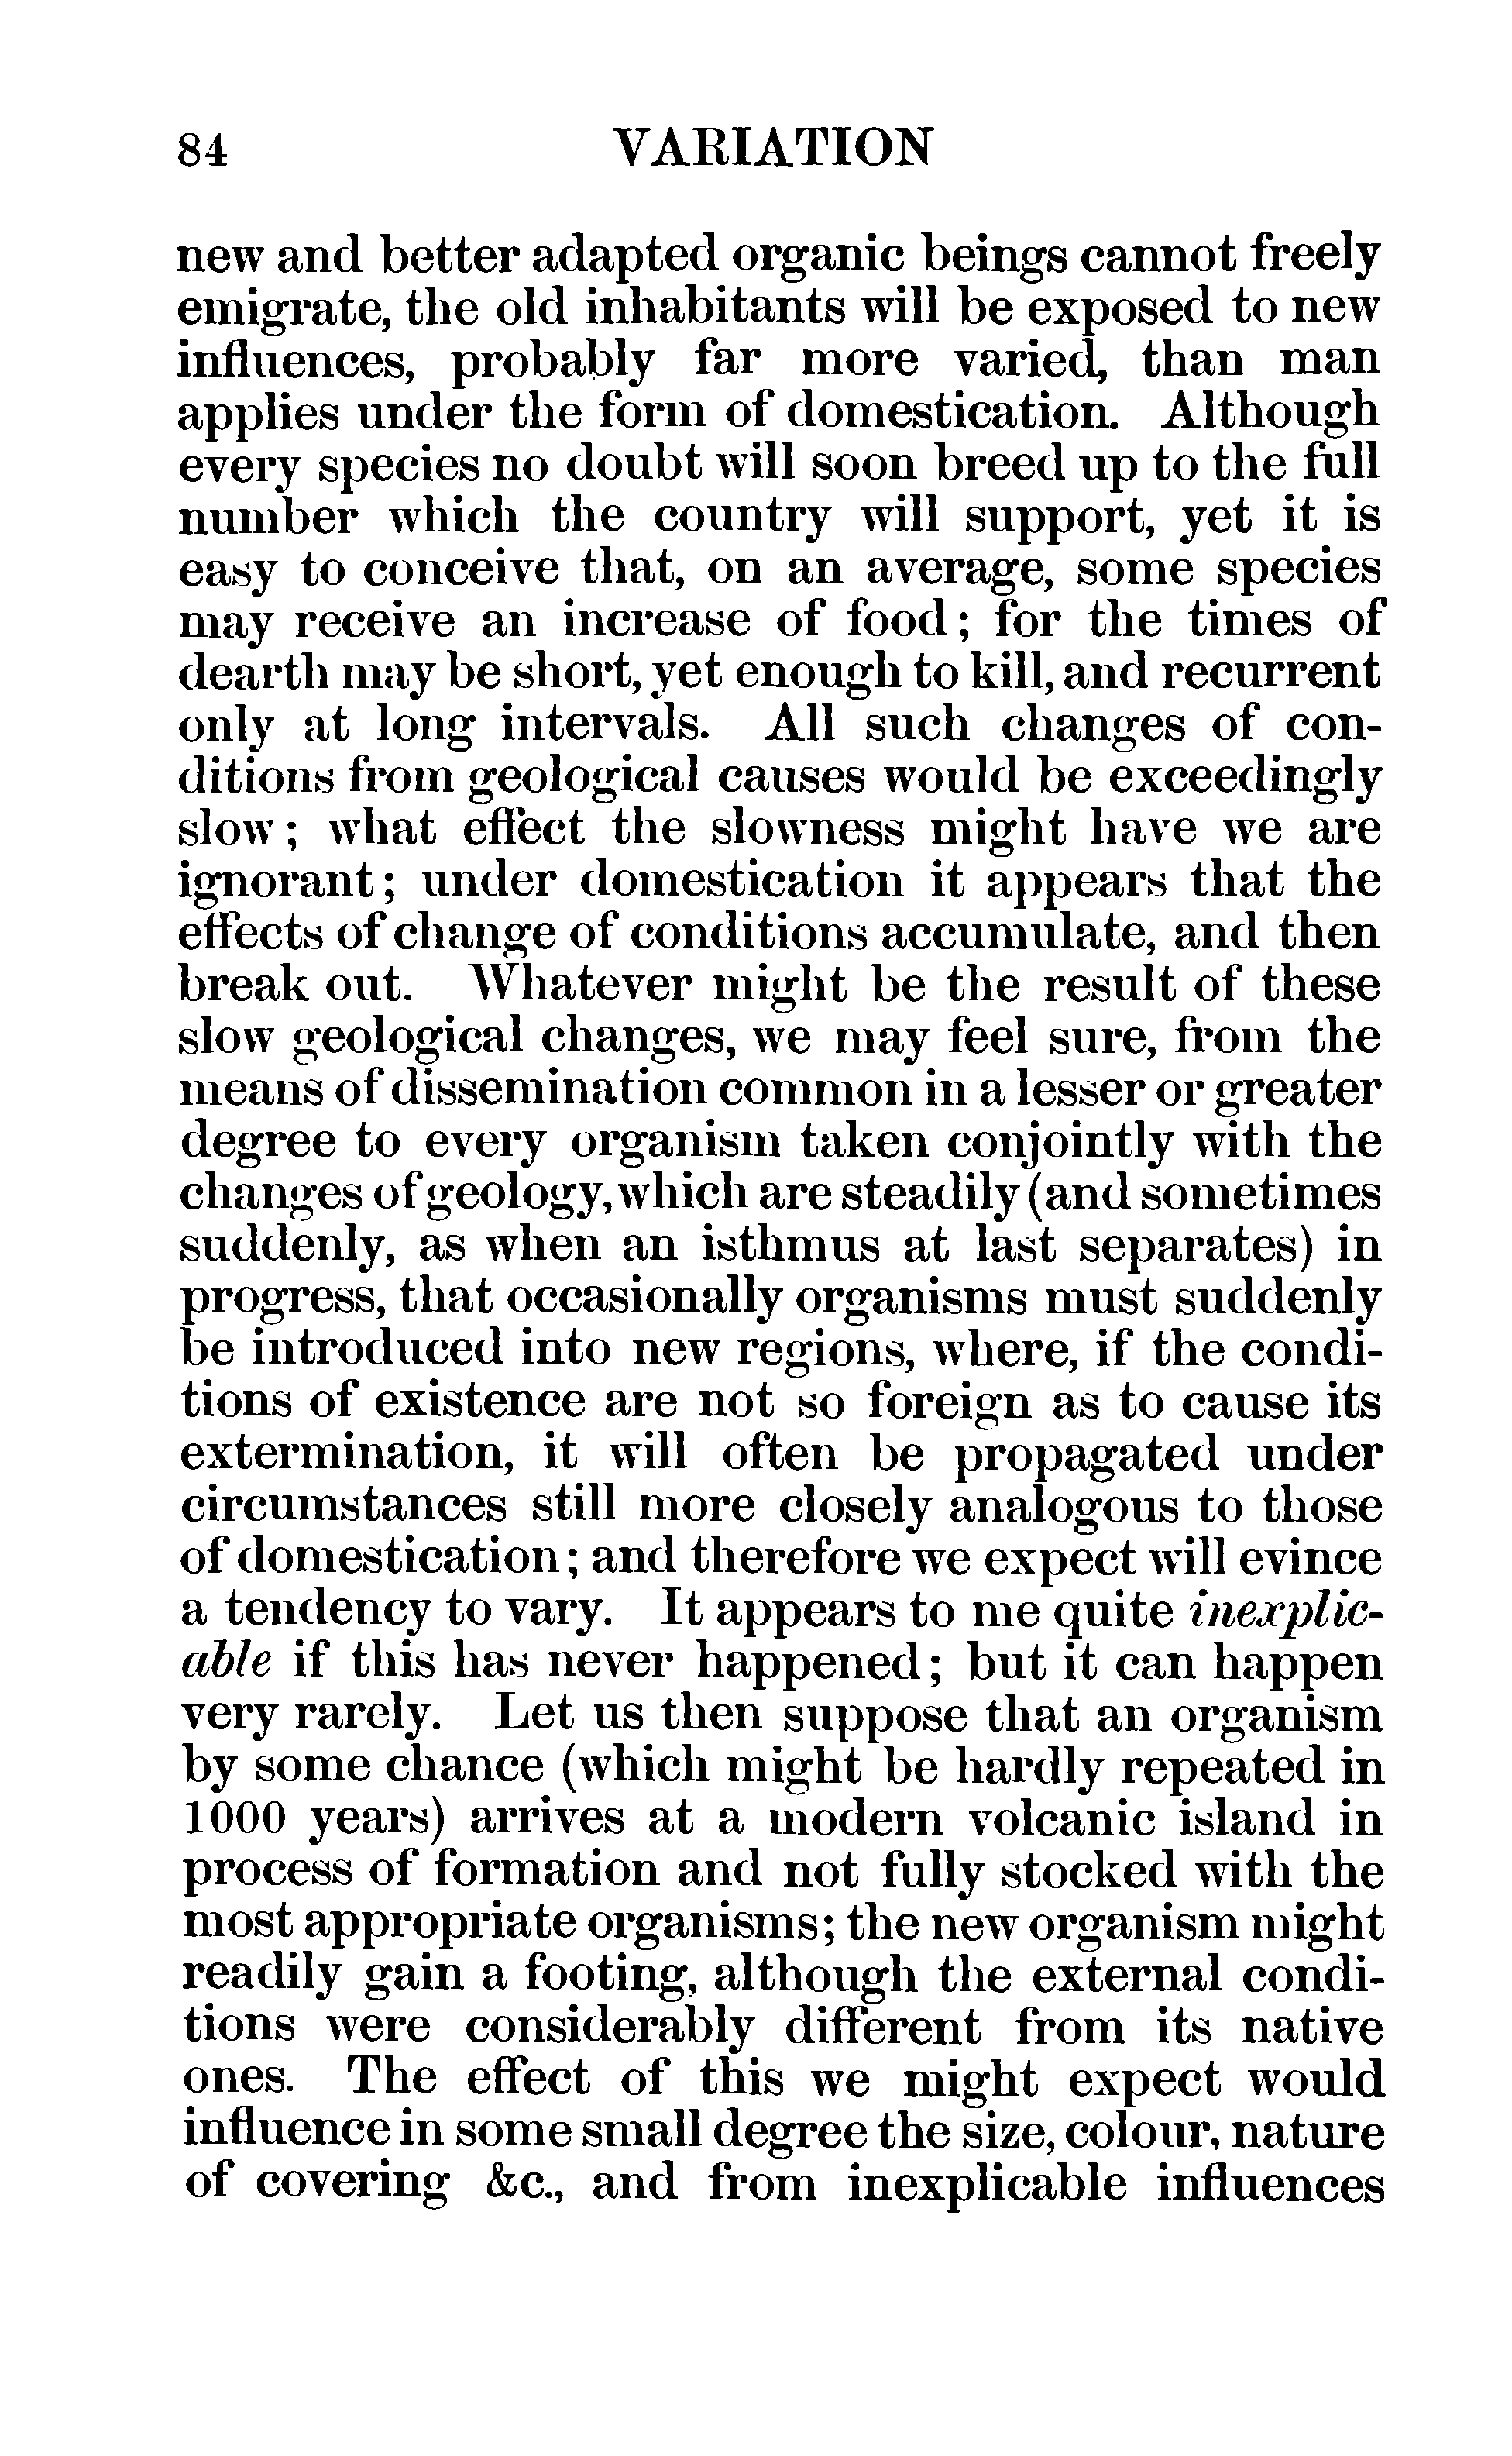 84 VARIATION
new and better adapted organic beings cannot freely
emigrate, the old inhabitants will be exposed to new
influences, probably far more varied, than man
applies under the form of domestication. Although
every species no doubt will soon breed up to the full
number which the country will support, yet it is
easy to conceive that, on an average, some species
may receive an increase of food; for the times of
dearth may be short, yet enough to kill, and recurrent
only at long intervals. All such changes of con-
ditions from geological causes would be exceedingly
slow; what effect the slowness might have we are
ignorant; under domestication it appears that the
effects of change of conditions accumulate, and then
break out. Whatever might be the result of these
slow geological changes, we may feel sure, from the
means of dissemination common in a lesser or greater
degree to every organism taken conjointly with the
changes of geology, which are steadily (and sometimes
suddenly, as when an isthmus at last separates) in
progress, that occasionally organisms must suddenly
be introduced into new regions, where, if the condi-
tions of existence are not so foreign as to cause its
extermination, it will often be propagated under
circumstances still more closely analogous to those
of domestication; and therefore we expect will evince
a tendency to vary. It appears to me quite inexplic-
able if this has never happened; but it can happen
very rarely. Let us then suppose that an organism
by some chance (which might be hardly repeated in
1000 years) arrives at a modern volcanic island in
process of formation and not fully stocked with the
most appropriate organisms; the new organism might
readily gain a footing, although the external condi-
tions were considerably different from its native
ones. The effect of this we might expect would
influence in some small degree the size, colour, nature
of covering &c., and from inexplicable influences